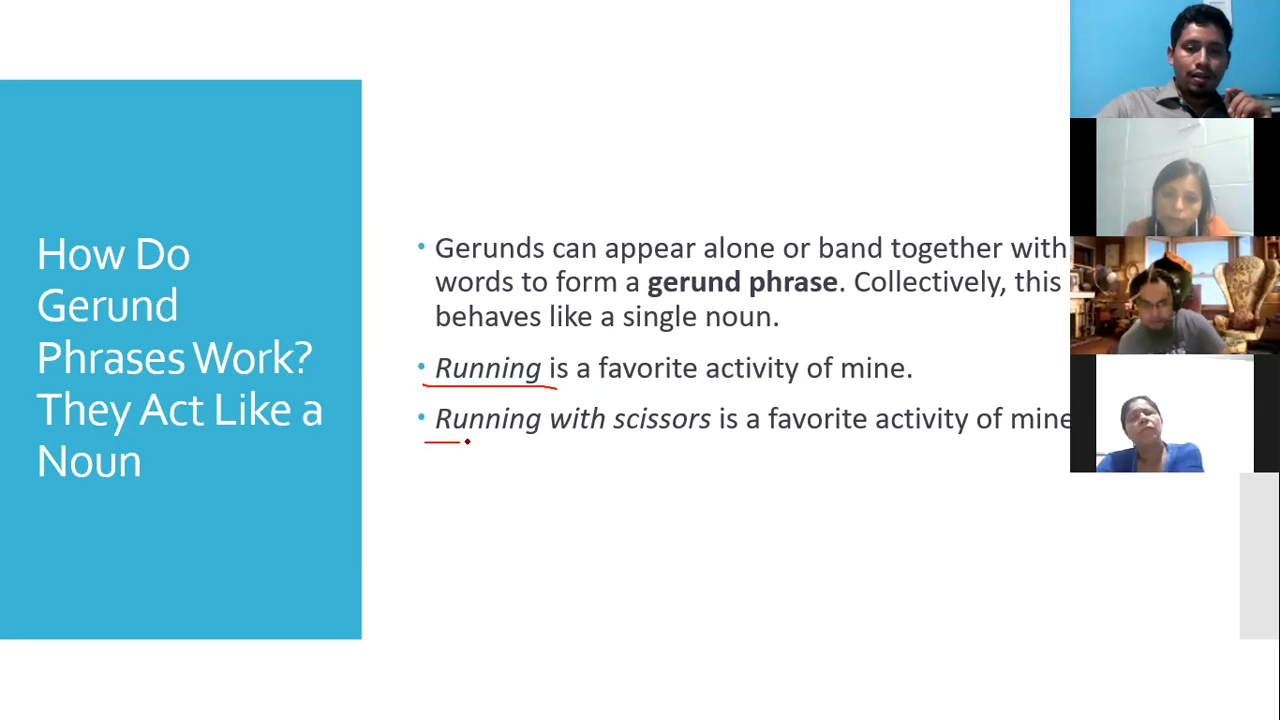 How Do
Gerund
Phrases Work?
They Act Like a
Noun
• Gerunds can appear alone or band together with
words to form a gerund phrase. Collectively, this
behaves like a single noun.
• Running is a favorite activity of mine.
• Running with scissors is a favorite activity of mine